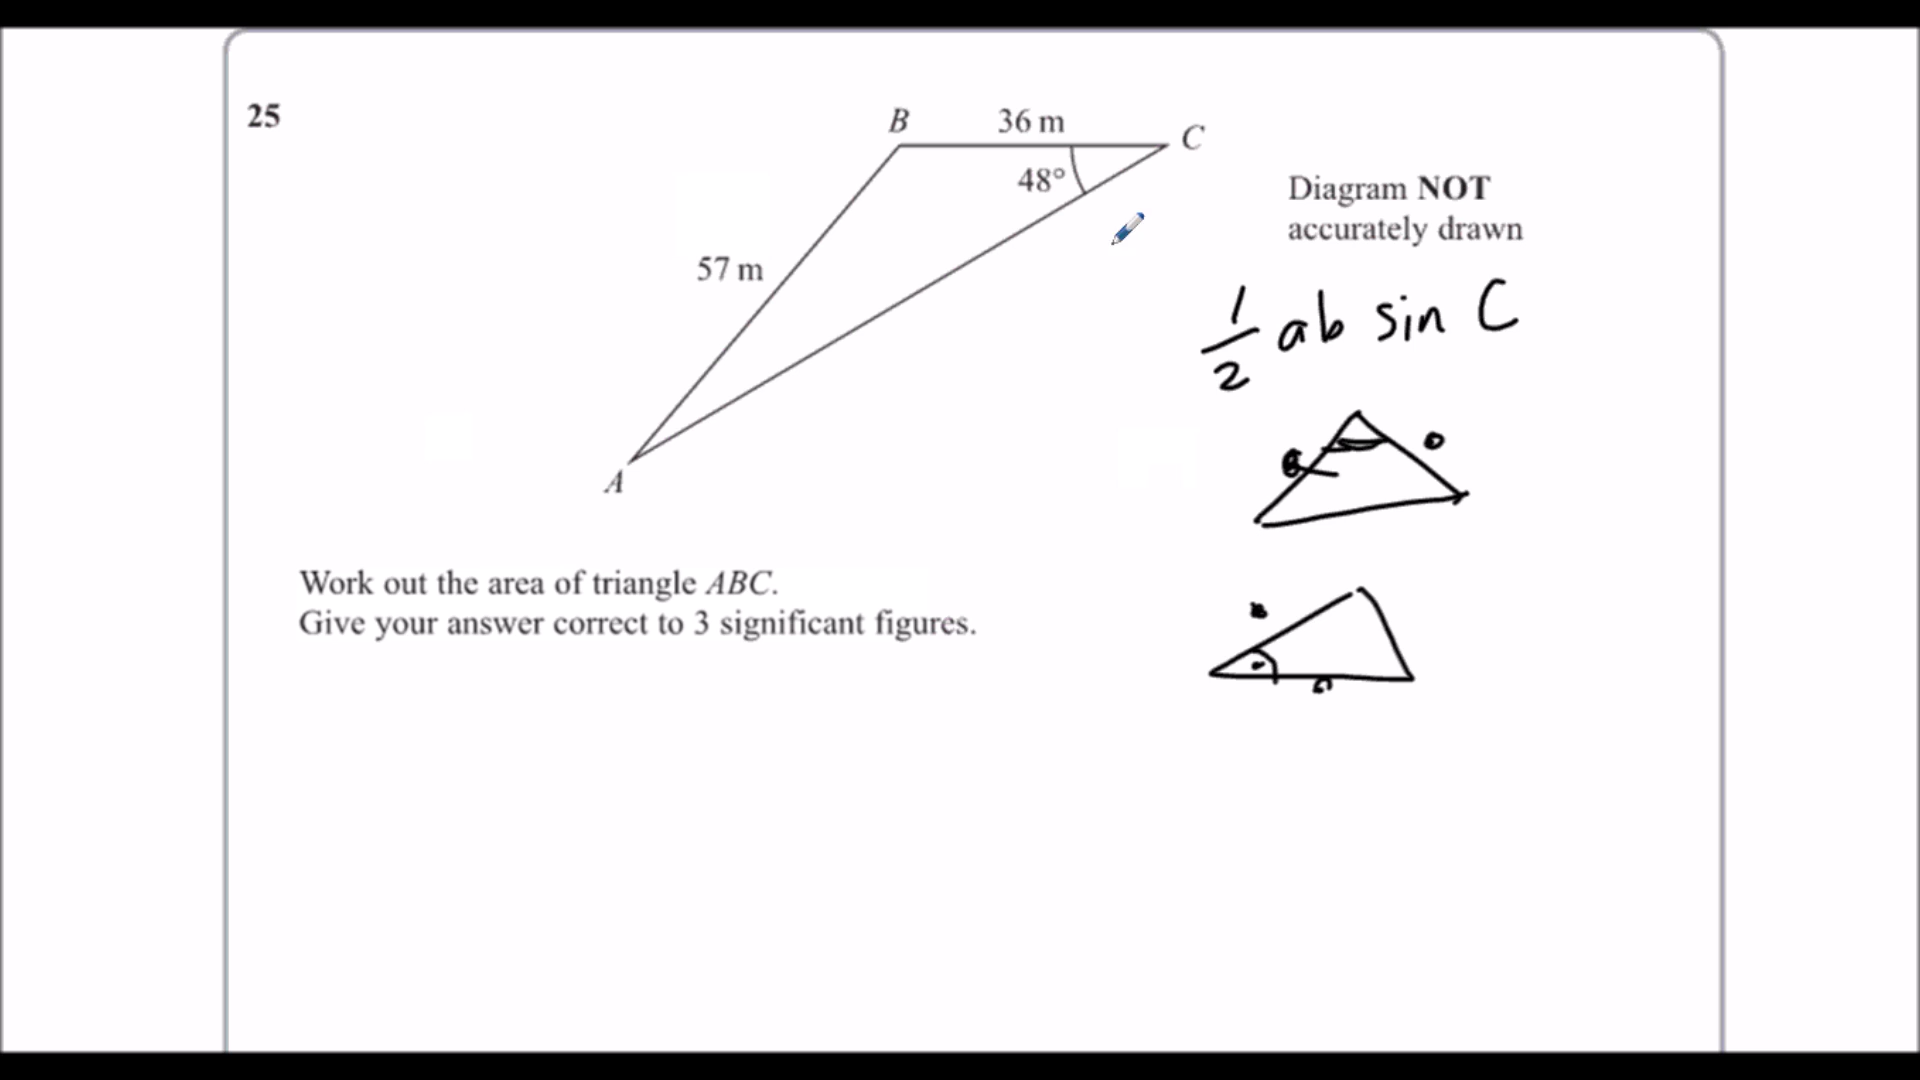 25
B
36 m
C
48°
Diagram NOT
accurately drawn
57 m
1/2 ab sin C
A
Work out the area of triangle ABC.
Give your answer correct to 3 significant figures.